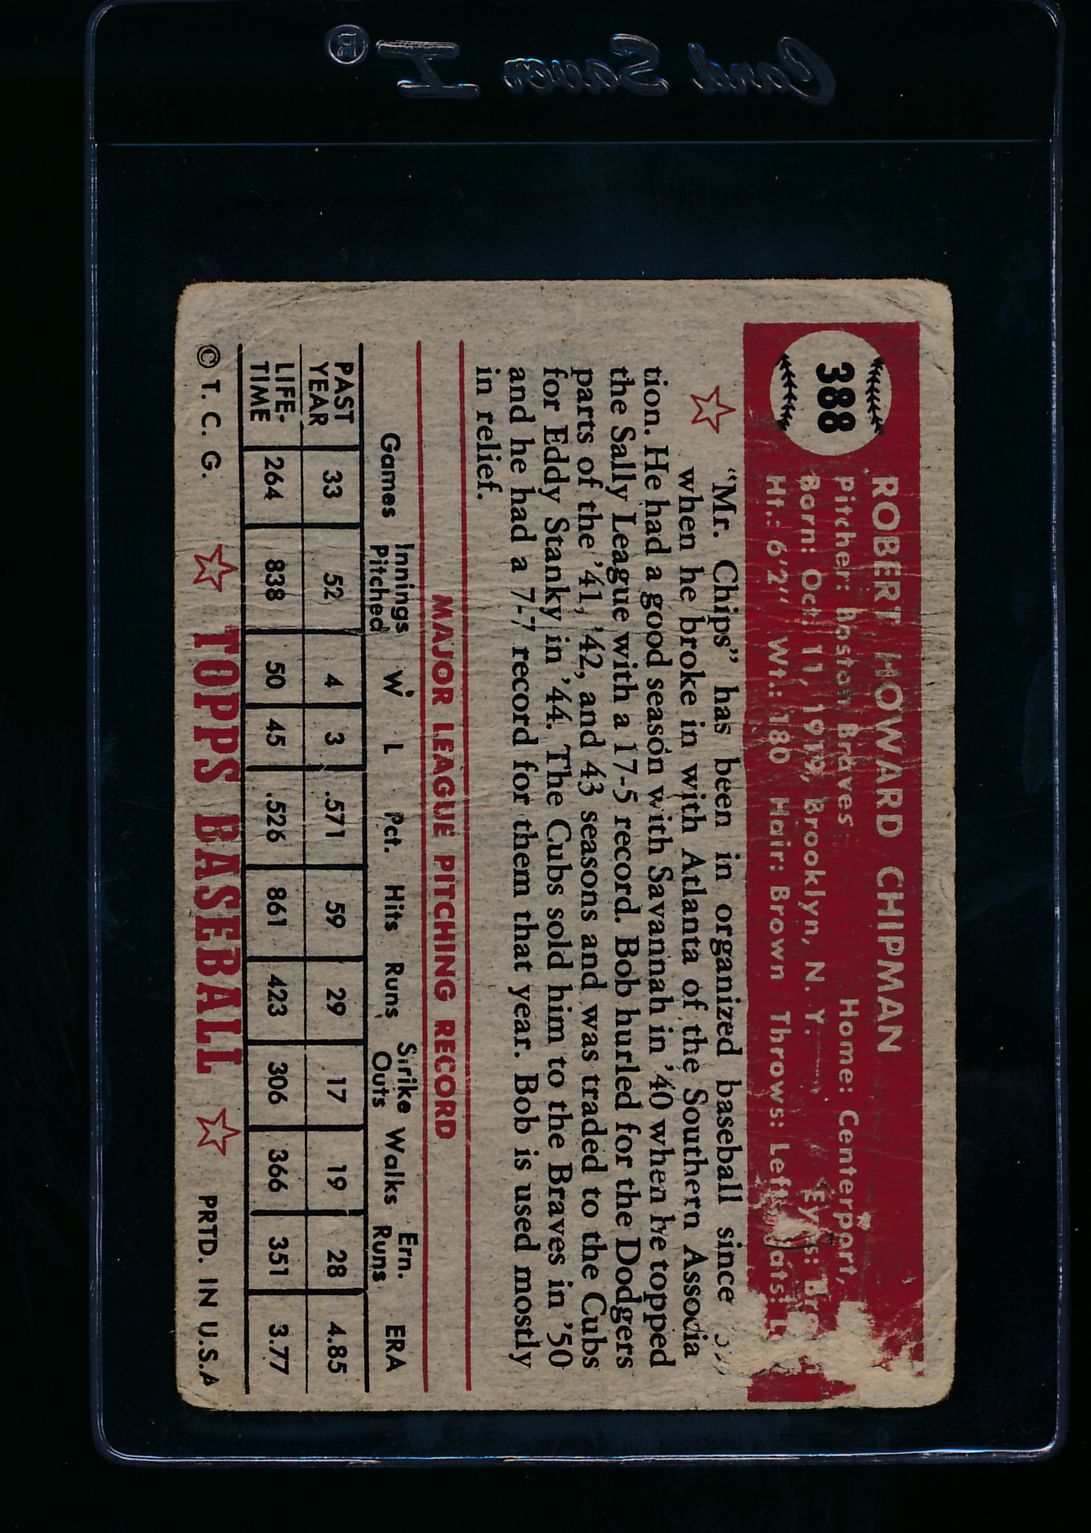 Card Saver I ®
388
ROBERT HOWARD CHIPMAN
Pitcher: Boston Braves Home: Centerport,
Born: Oct. 11, 1919, Brooklyn, N. Y.
Ht.: 6'2" Wt.: 180 Hair: Brown Throws: Left
"Mr. Chips" has been in organized baseball since
when he broke in with Atlanta of the Southern Associa
tion. He had a good season with Savannah in '40 when he topped
the Sally League with a 17-5 record. Bob hurled for the Dodgers
parts of the '41, '42, and 43 seasons and was traded to the Cubs
for Eddy Stanky in '44. The Cubs sold him to the Braves in '50
and he had a 7-7 record for them that year. Bob is used mostly
in relief.
MAJOR LEAGUE PITCHING RECORD
Games Innings Pitched W L Pct. Hits Runs Strike Outs Walks Ern. Runs ERA
PAST YEAR 33 52 4 3 .571 59 29 17 19 28 4.85
LIFE-TIME 264 838 50 45 .526 861 423 306 366 351 3.77
© T. C. G. TOPPS BASEBALL PRTD. IN U.S.A